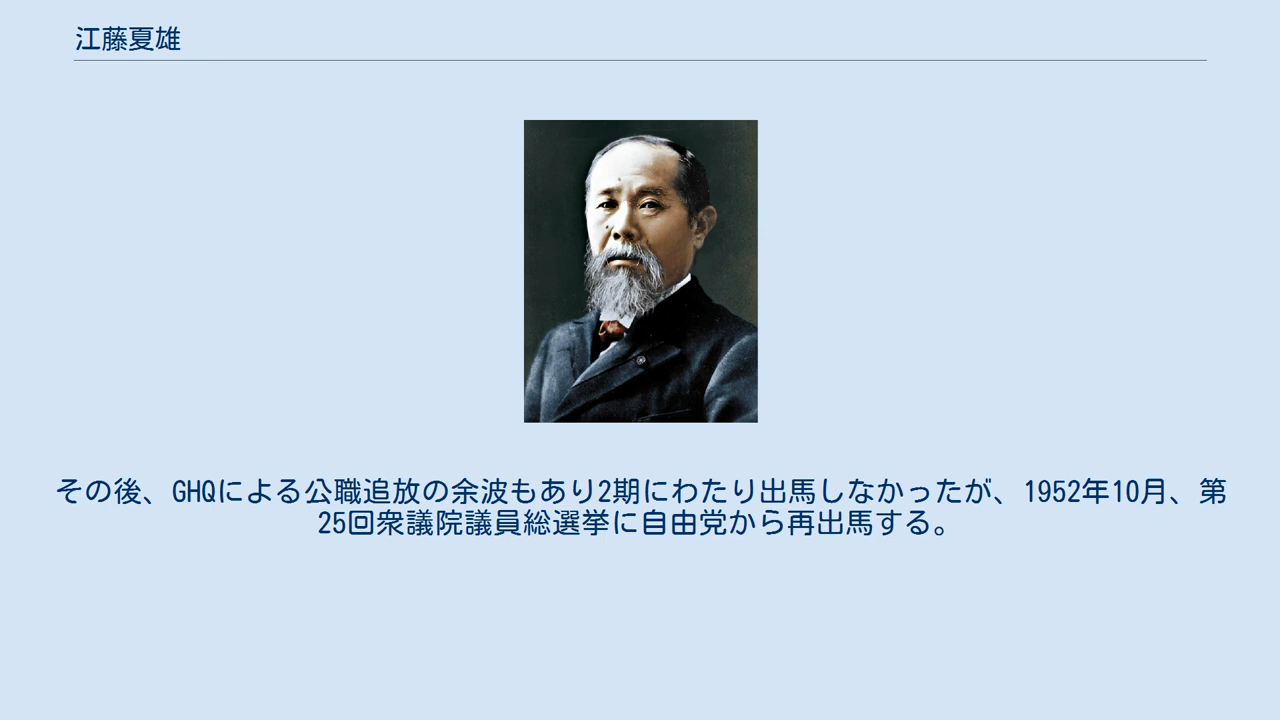 江藤夏雄
その後、GHQによる公職追放の余波もあり2期にわたり出馬しなかったが、1952年10月、第
25回衆議院議員総選挙に自由党から再出馬する。